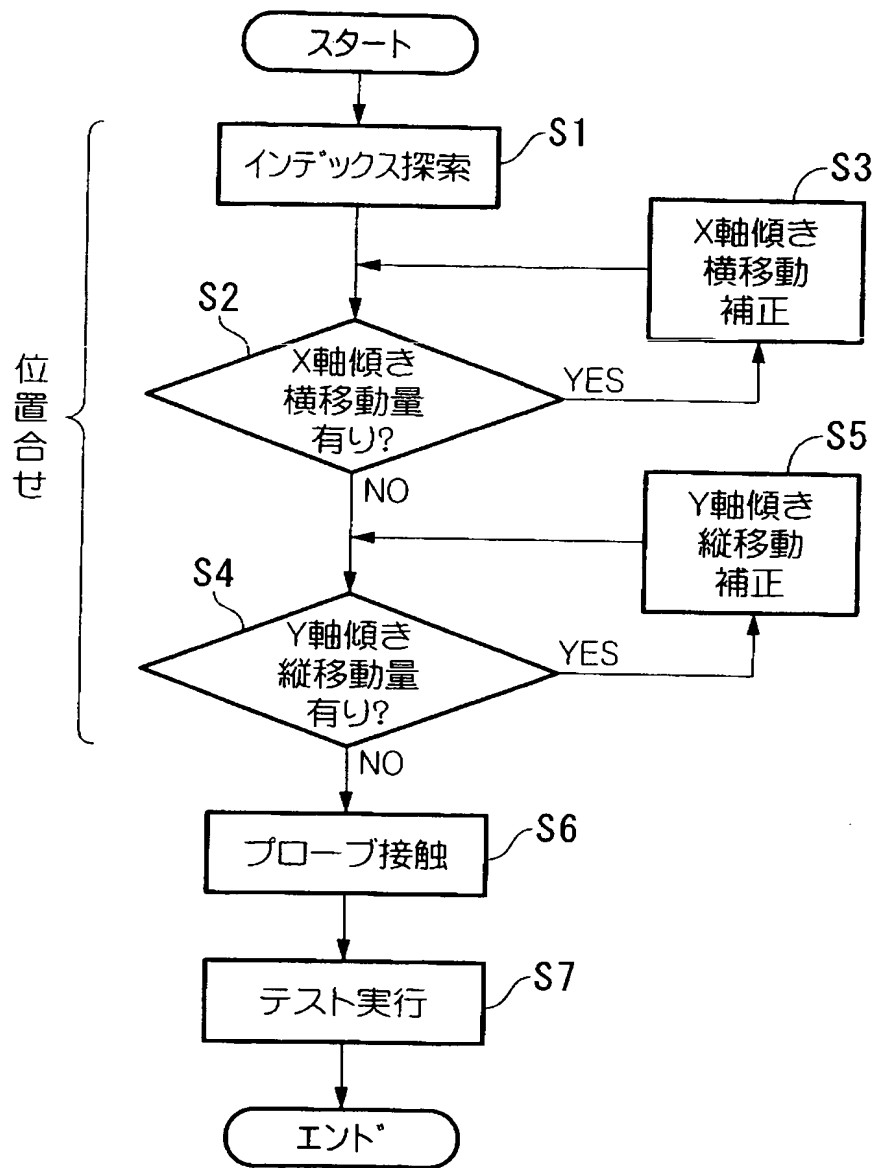 スタート
S1
インデックス探索
S3
X軸傾き
横移動
補正
S2
X軸傾き
横移動量
有り?
YES
NO
位置合せ
S5
Y軸傾き
縦移動
補正
S4
Y軸傾き
縦移動量
有り?
YES
NO
S6
プローブ接触
S7
テスト実行
エンド